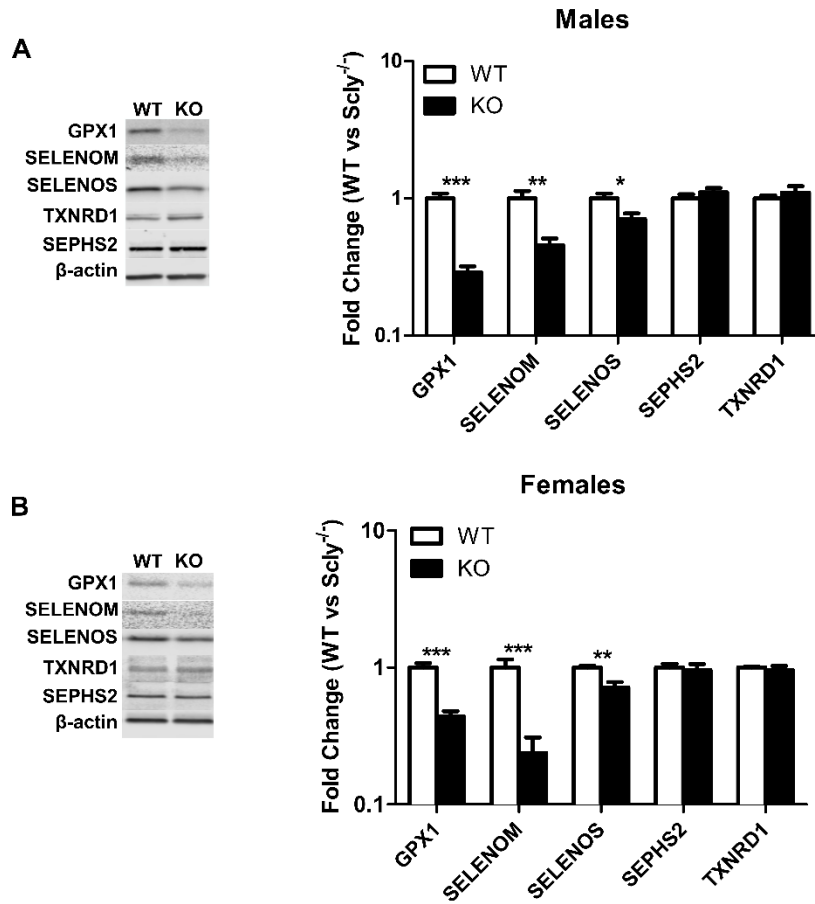 Males
A
WT KO
GPX1
SELENOM
SELENOS
TXNRD1
SEPHS2
β-actin
Fold Change (WT vs Scly-/-)
10
1
0.1
WT
KO
***
**
*
GPX1
SELENOM
SELENOS
SEPHS2
TXNRD1
Females
B
WT KO
GPX1
SELENOM
SELENOS
TXNRD1
SEPHS2
β-actin
Fold Change (WT vs Scly-/-)
10
1
0.1
WT
KO
***
***
**
GPX1
SELENOM
SELENOS
SEPHS2
TXNRD1